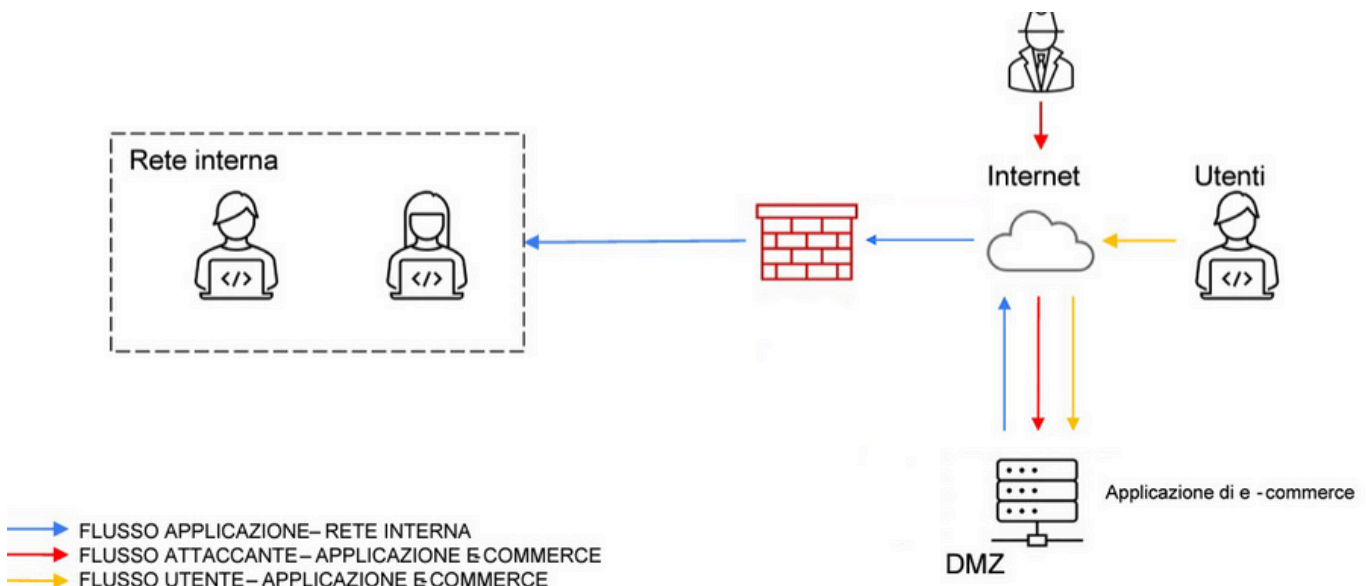 Rete interna
Internet
Utenti
</>
</>
</>
Applicazione di e - commerce
DMZ
FLUSSO APPLICAZIONE– RETE INTERNA
FLUSSO ATTACCANTE – APPLICAZIONE E-COMMERCE
FLUSSO UTENTE – APPLICAZIONE E-COMMERCE